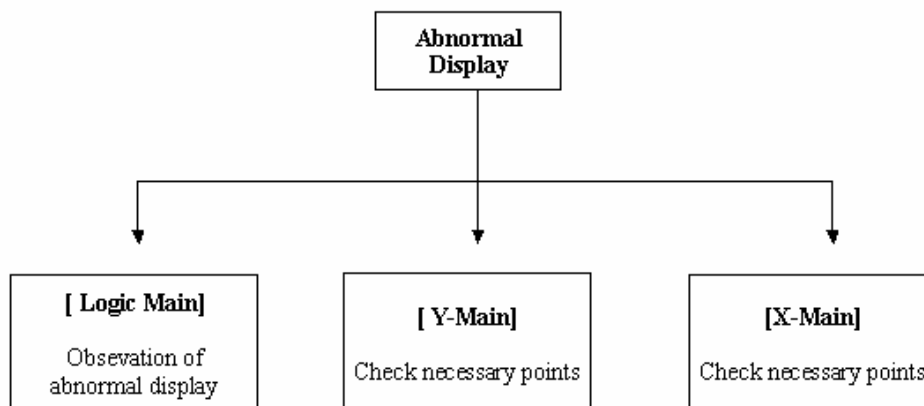 Abnormal
Display
[ Logic Main]
Obsevation of
abnormal display
[ Y-Main]
Check necessary points
[X-Main]
Check necessary points